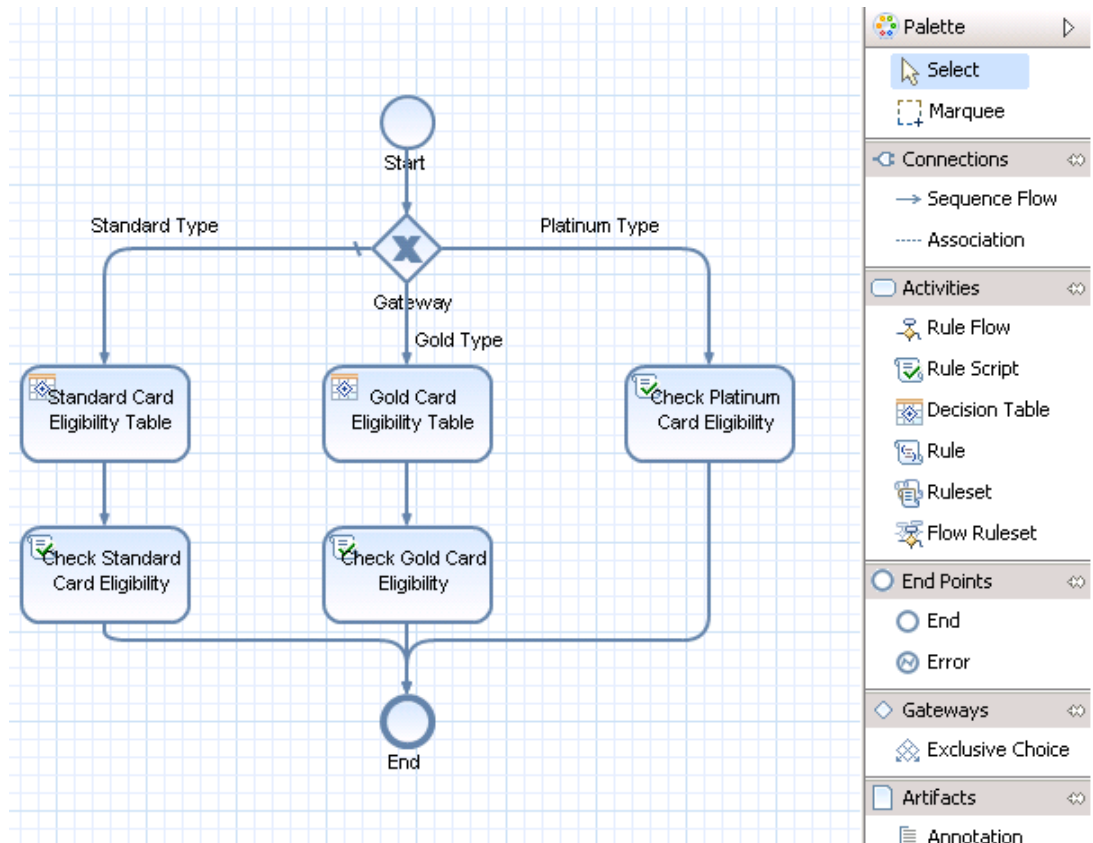 Start
Standard Type
Platinum Type
Gateway
Gold Type
Standard Card
Eligibility Table
Gold Card
Eligibility Table
Check Platinum
Card Eligibility
Check Standard
Card Eligibility
Check Gold Card
Eligibility
End
Palette
Select
Marquee
Connections
Sequence Flow
Association
Activities
Rule Flow
Rule Script
Decision Table
Rule
Ruleset
Flow Ruleset
End Points
End
Error
Gateways
Exclusive Choice
Artifacts
Annotation